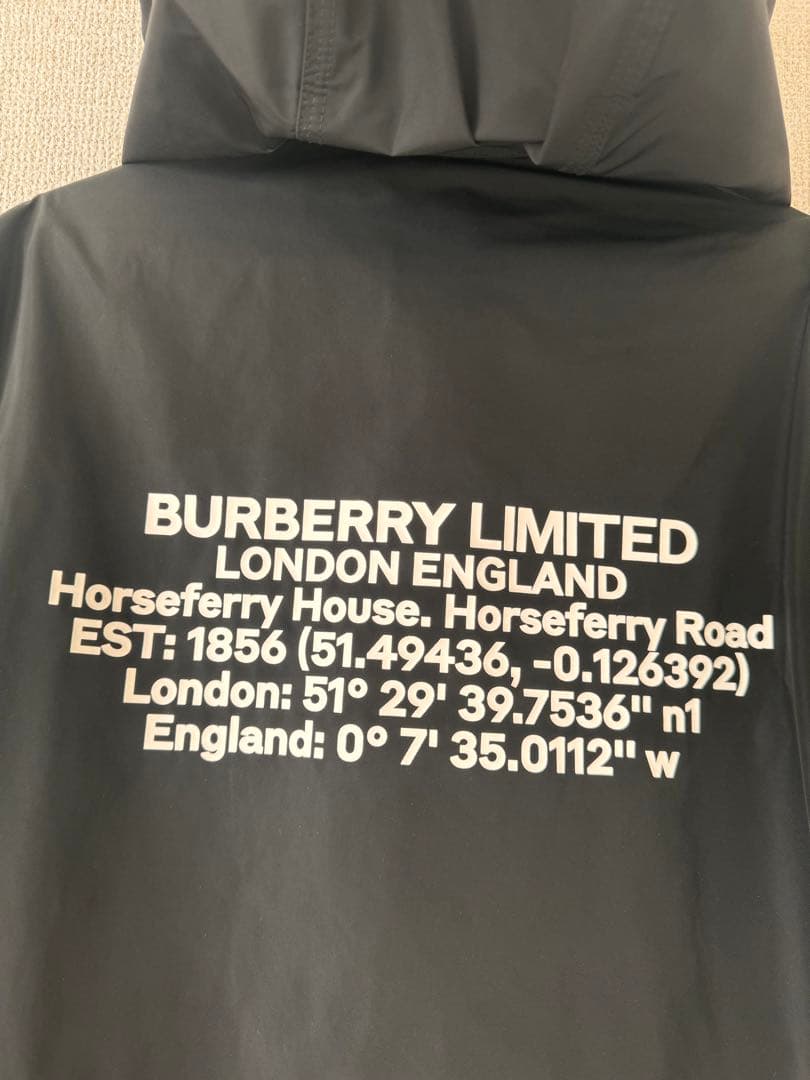 BURBERRY LIMITED
LONDON ENGLAND
Horseferry House. Horseferry Road
EST: 1856 (51.49436, -0.126392)
London: 51° 29' 39.7536" n1
England: 0° 7' 35.0112" w